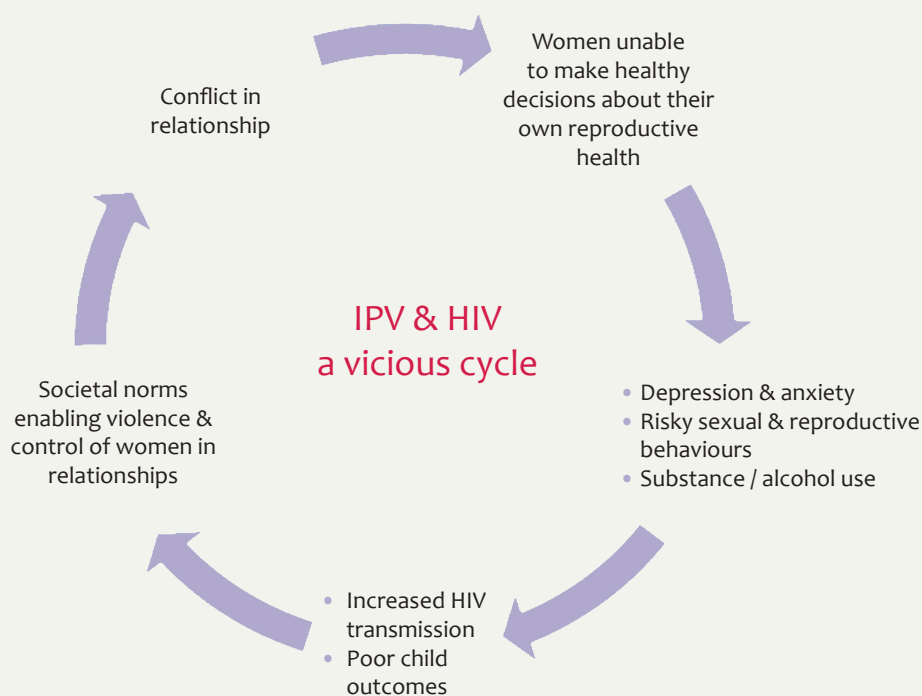 Conflict in
relationship
Women unable
to make healthy
decisions about their
own reproductive
health
• Depression & anxiety
• Risky sexual & reproductive
behaviours
• Substance / alcohol use
• Increased HIV
transmission
• Poor child
outcomes
Societal norms
enabling violence &
control of women in
relationships
IPV & HIV
a vicious cycle